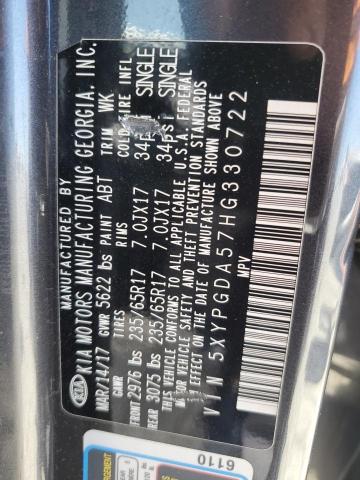 MANUFACTURED BY
KIA KIA MOTORS MANUFACTURING GEORGIA, INC.
MAR/14/17 GVWR 5622 lbs PAINT ABT TRIM WK
GAWR TIRES RIMS COLD TIRE INFL
FRONT 2976 lbs 235/65R17 7.0JX17 34 SINGLE
REAR 3075 lbs 235/65R17 7.0JX17 34 SINGLE
THIS VEHICLE CONFORMS TO ALL APPLICABLE U.S.A. FEDERAL
MOTOR VEHICLE SAFETY AND THEFT PREVENTION STANDARDS
IN EFFECT ON THE DATE OF MANUFACTURE SHOWN ABOVE
VIN 5XYPGDA57HG330722
MPV
6110